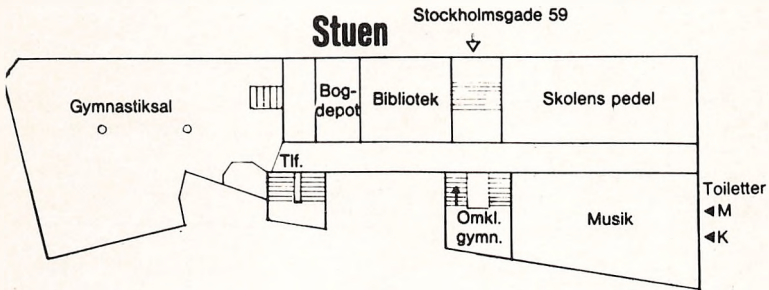 Stuen
Stockholmsgade 59
Gymnastiksal
Bog-
depot
Bibliotek
Skolens pedel
Tlf.
Omkl.
gymn.
Musik
Toiletter
M
K